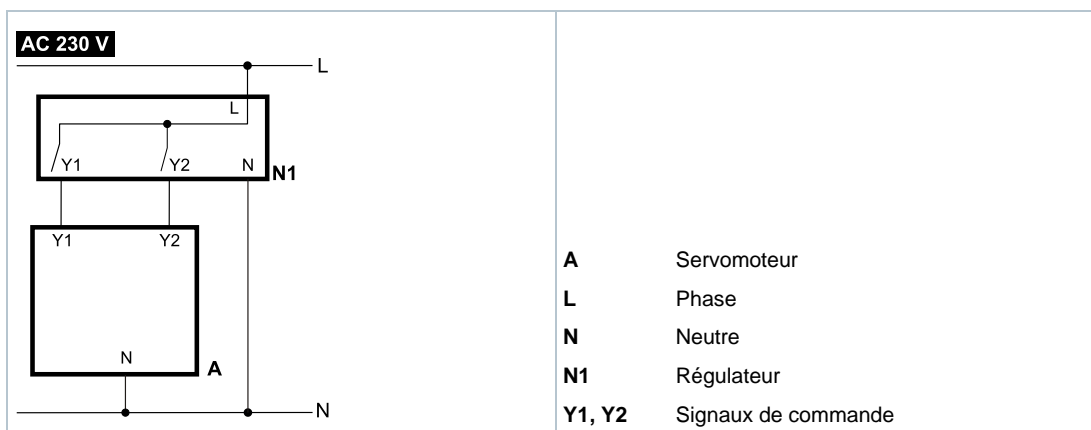 AC 230 V
L
L
Y1 Y2 N
N1
Y1 Y2
N
A
N
A Servomoteur
L Phase
N Neutre
N1 Régulateur
Y1, Y2 Signaux de commande